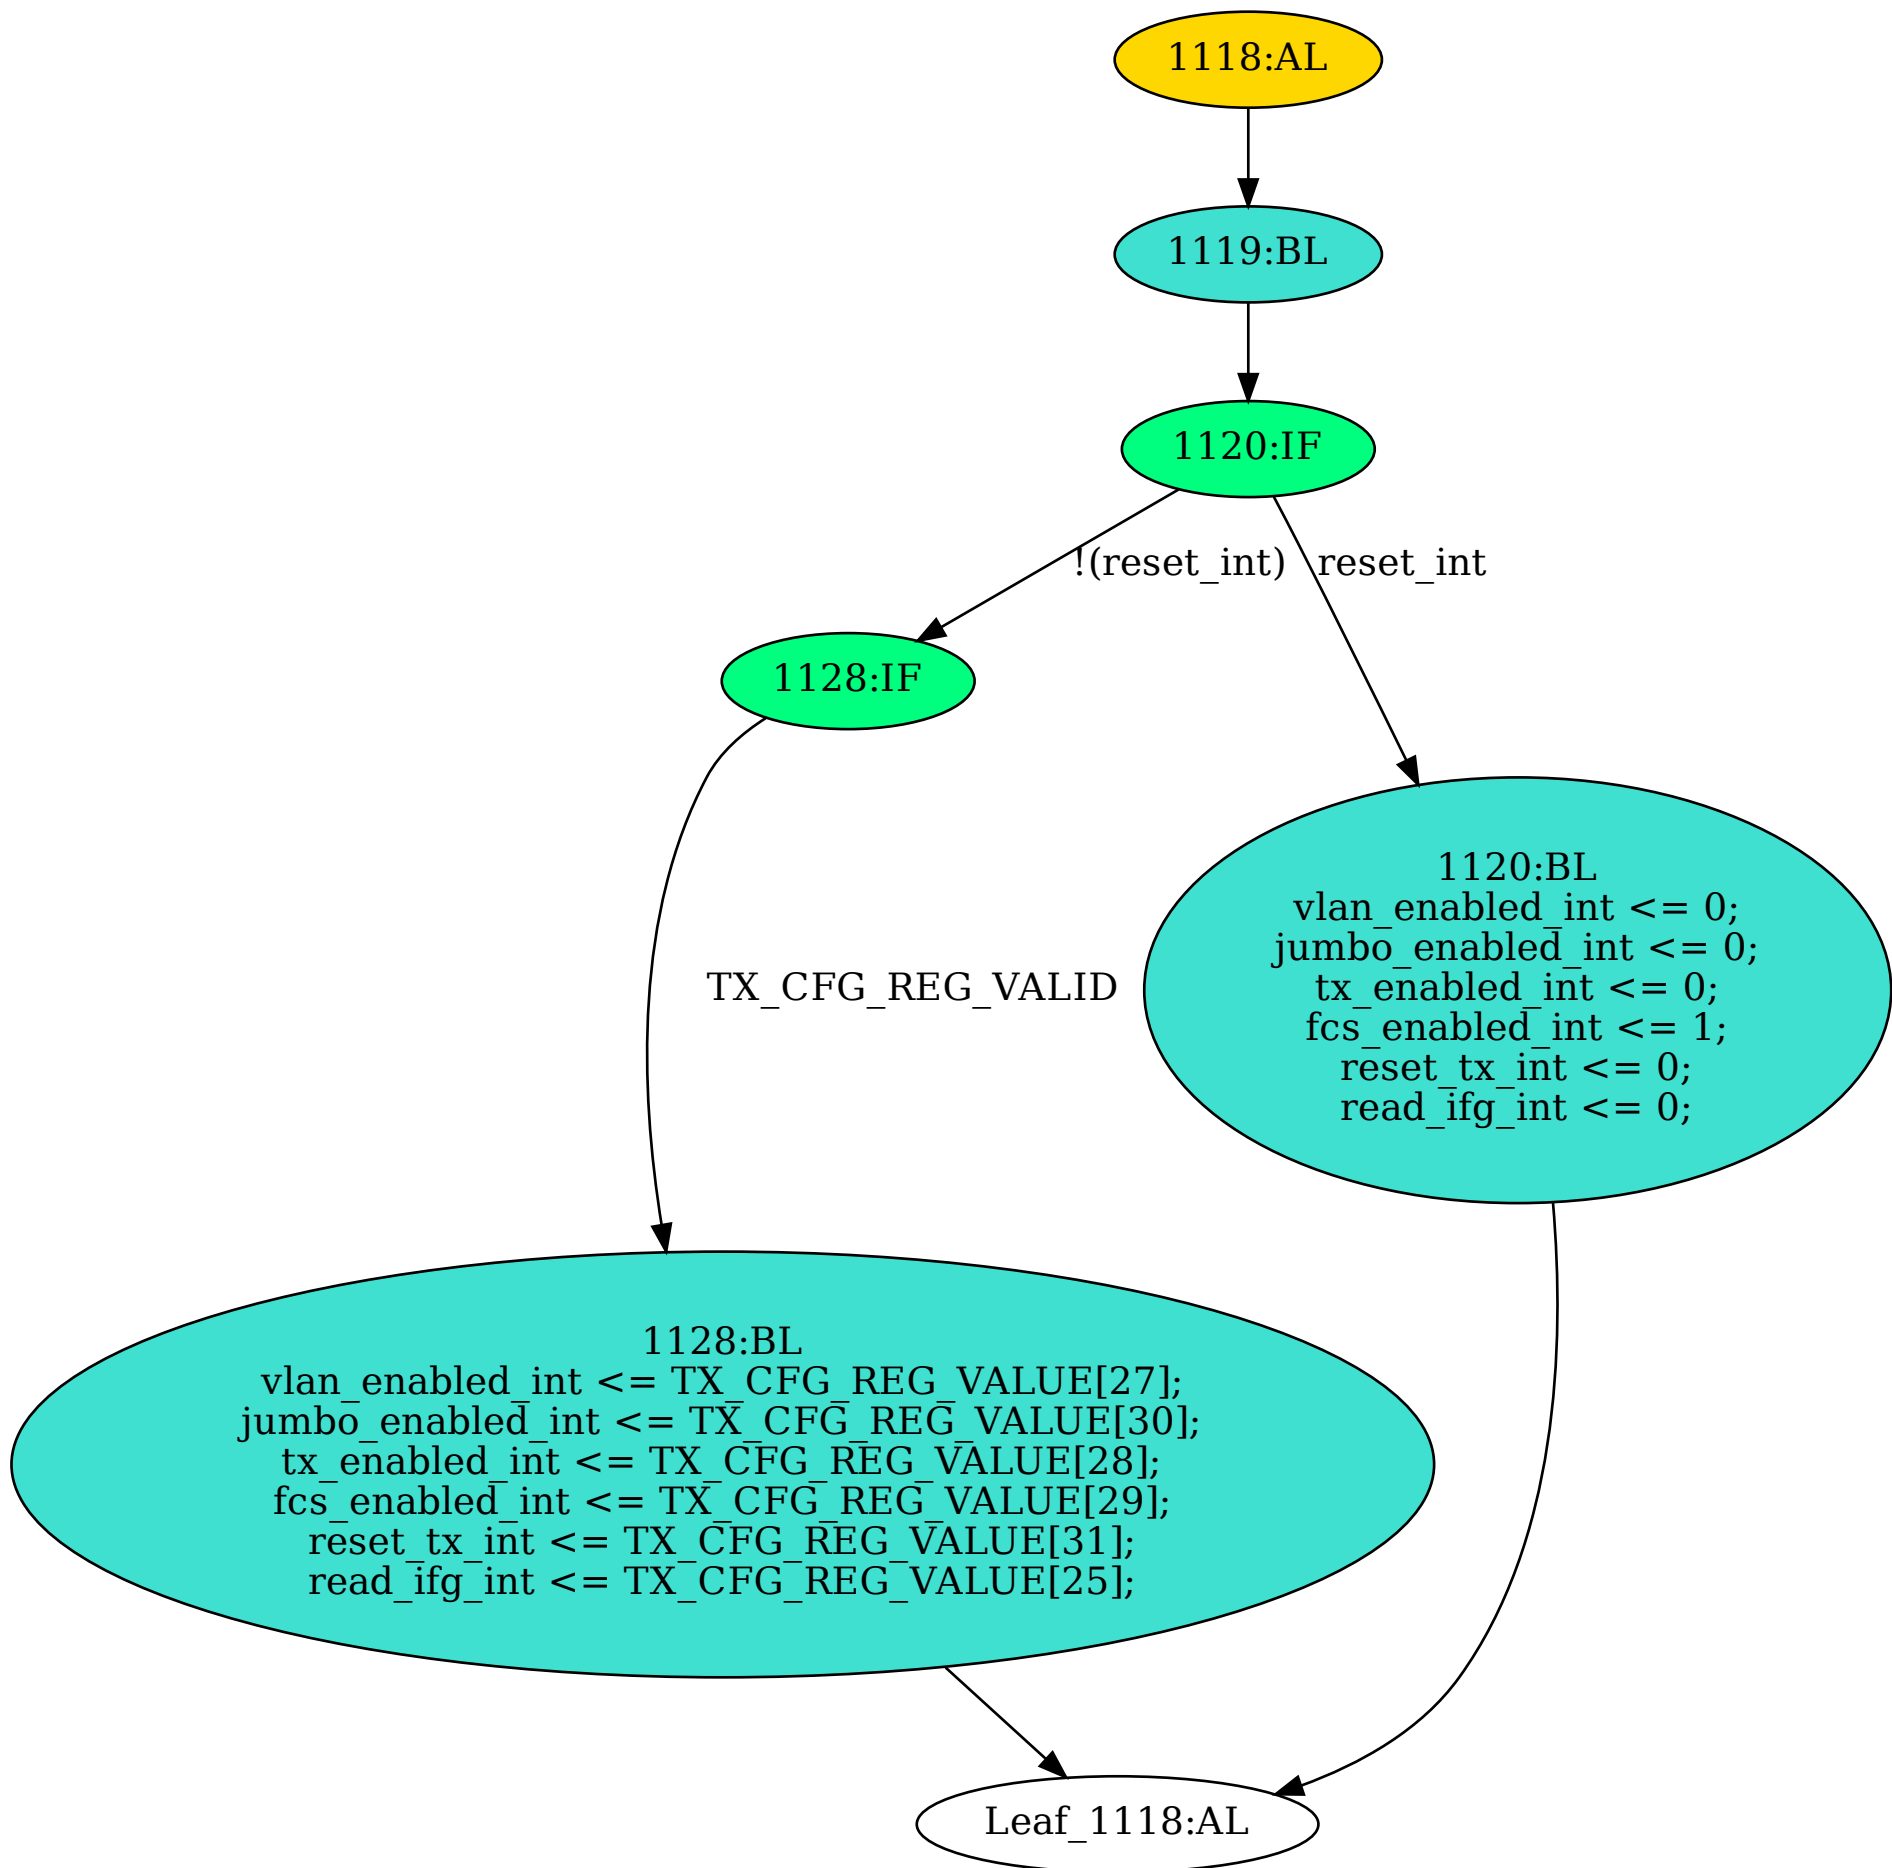 1118:AL
1119:BL
1120:IF
!(reset_int)
reset_int
1128:IF
1120:BL
vlan_enabled_int <= 0;
jumbo_enabled_int <= 0;
tx_enabled_int <= 0;
fcs_enabled_int <= 1;
reset_tx_int <= 0;
read_ifg_int <= 0;
TX_CFG_REG_VALID
1128:BL
vlan_enabled_int <= TX_CFG_REG_VALUE[27];
jumbo_enabled_int <= TX_CFG_REG_VALUE[30];
tx_enabled_int <= TX_CFG_REG_VALUE[28];
fcs_enabled_int <= TX_CFG_REG_VALUE[29];
reset_tx_int <= TX_CFG_REG_VALUE[31];
read_ifg_int <= TX_CFG_REG_VALUE[25];
Leaf_1118:AL